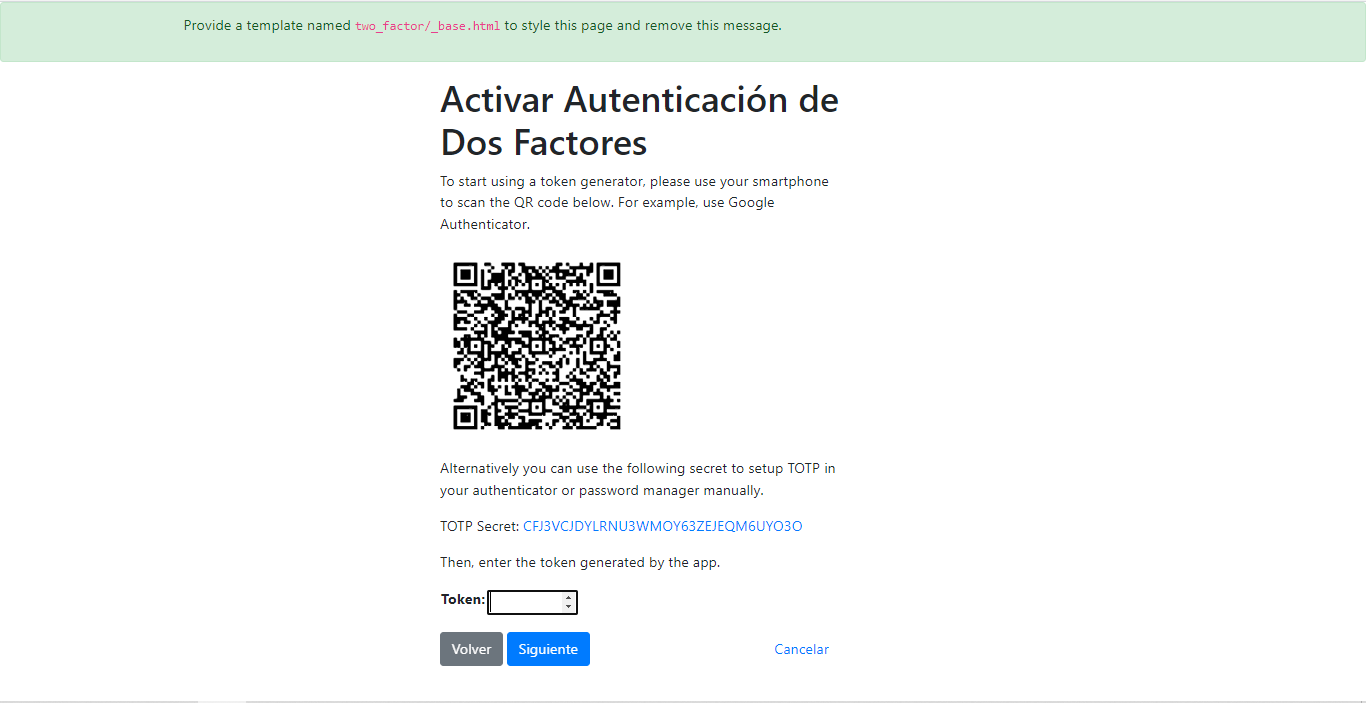 Provide a template named two_factor/_base.html to style this page and remove this message.
Activar Autenticación de
Dos Factores
To start using a token generator, please use your smartphone
to scan the QR code below. For example, use Google
Authenticator.
Alternatively you can use the following secret to setup TOTP in
your authenticator or password manager manually.
TOTP Secret: CFJ3VCJDYLRNU3WMOY63ZEJEQM6UYO3O
Then, enter the token generated by the app.
Token:
Volver Siguiente Cancelar